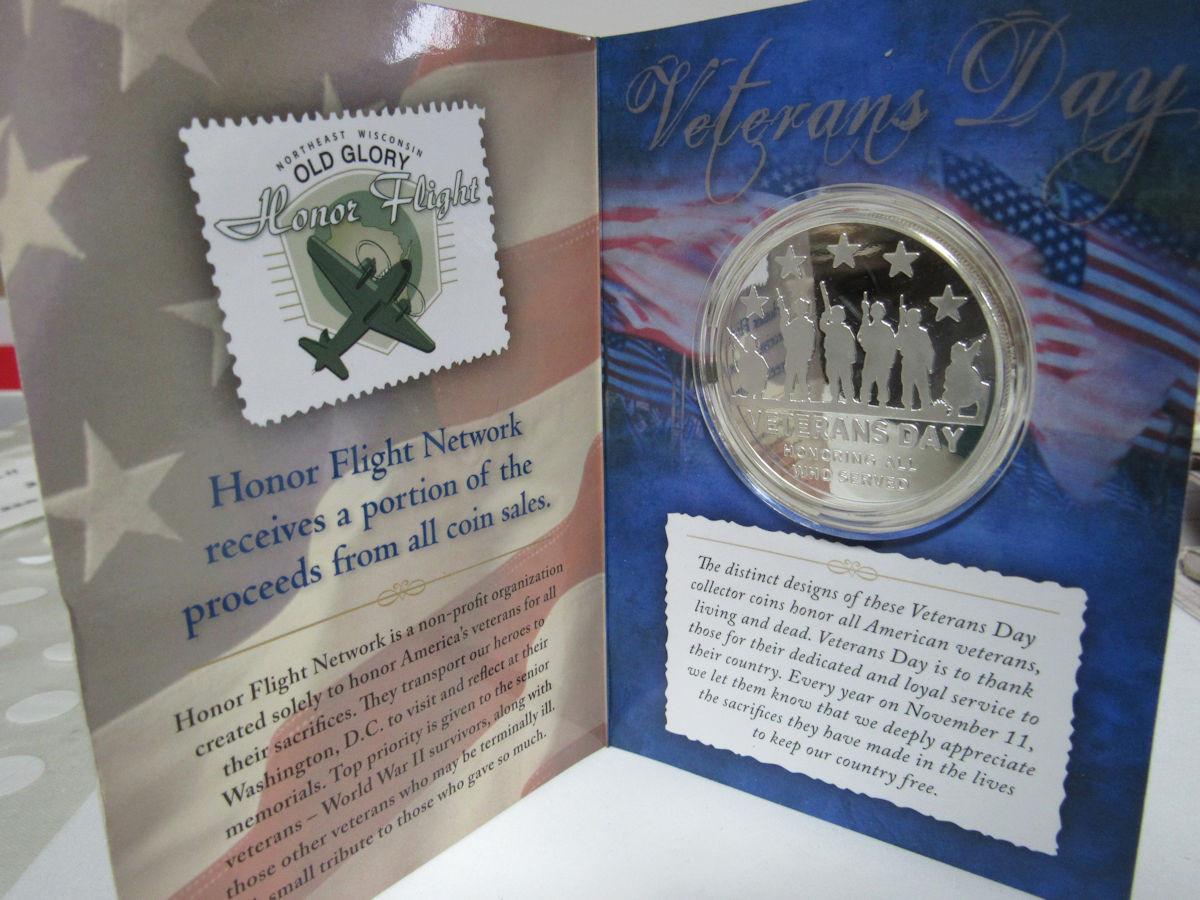 NORTHEAST WISCONSIN
OLD GLORY
Honor Flight
Honor Flight Network
receives a portion of the
proceeds from all coin sales.
Honor Flight Network is a non-profit organization
created solely to honor America's veterans for all
their sacrifices. They transport our heroes to
Washington, D.C. to visit and reflect at their
memorials. Top priority is given to the senior
veterans – World War II survivors, along with
those other veterans who may be terminally ill.
small tribute to those who gave so much.
Veterans Day
VETERANS DAY
HONORING ALL
WHO SERVED
The distinct designs of these Veterans Day
collector coins honor all American veterans,
living and dead. Veterans Day is to thank
those for their dedicated and loyal service to
their country. Every year on November 11,
we let them know that we deeply appreciate
the sacrifices they have made in the lives
to keep our country free.